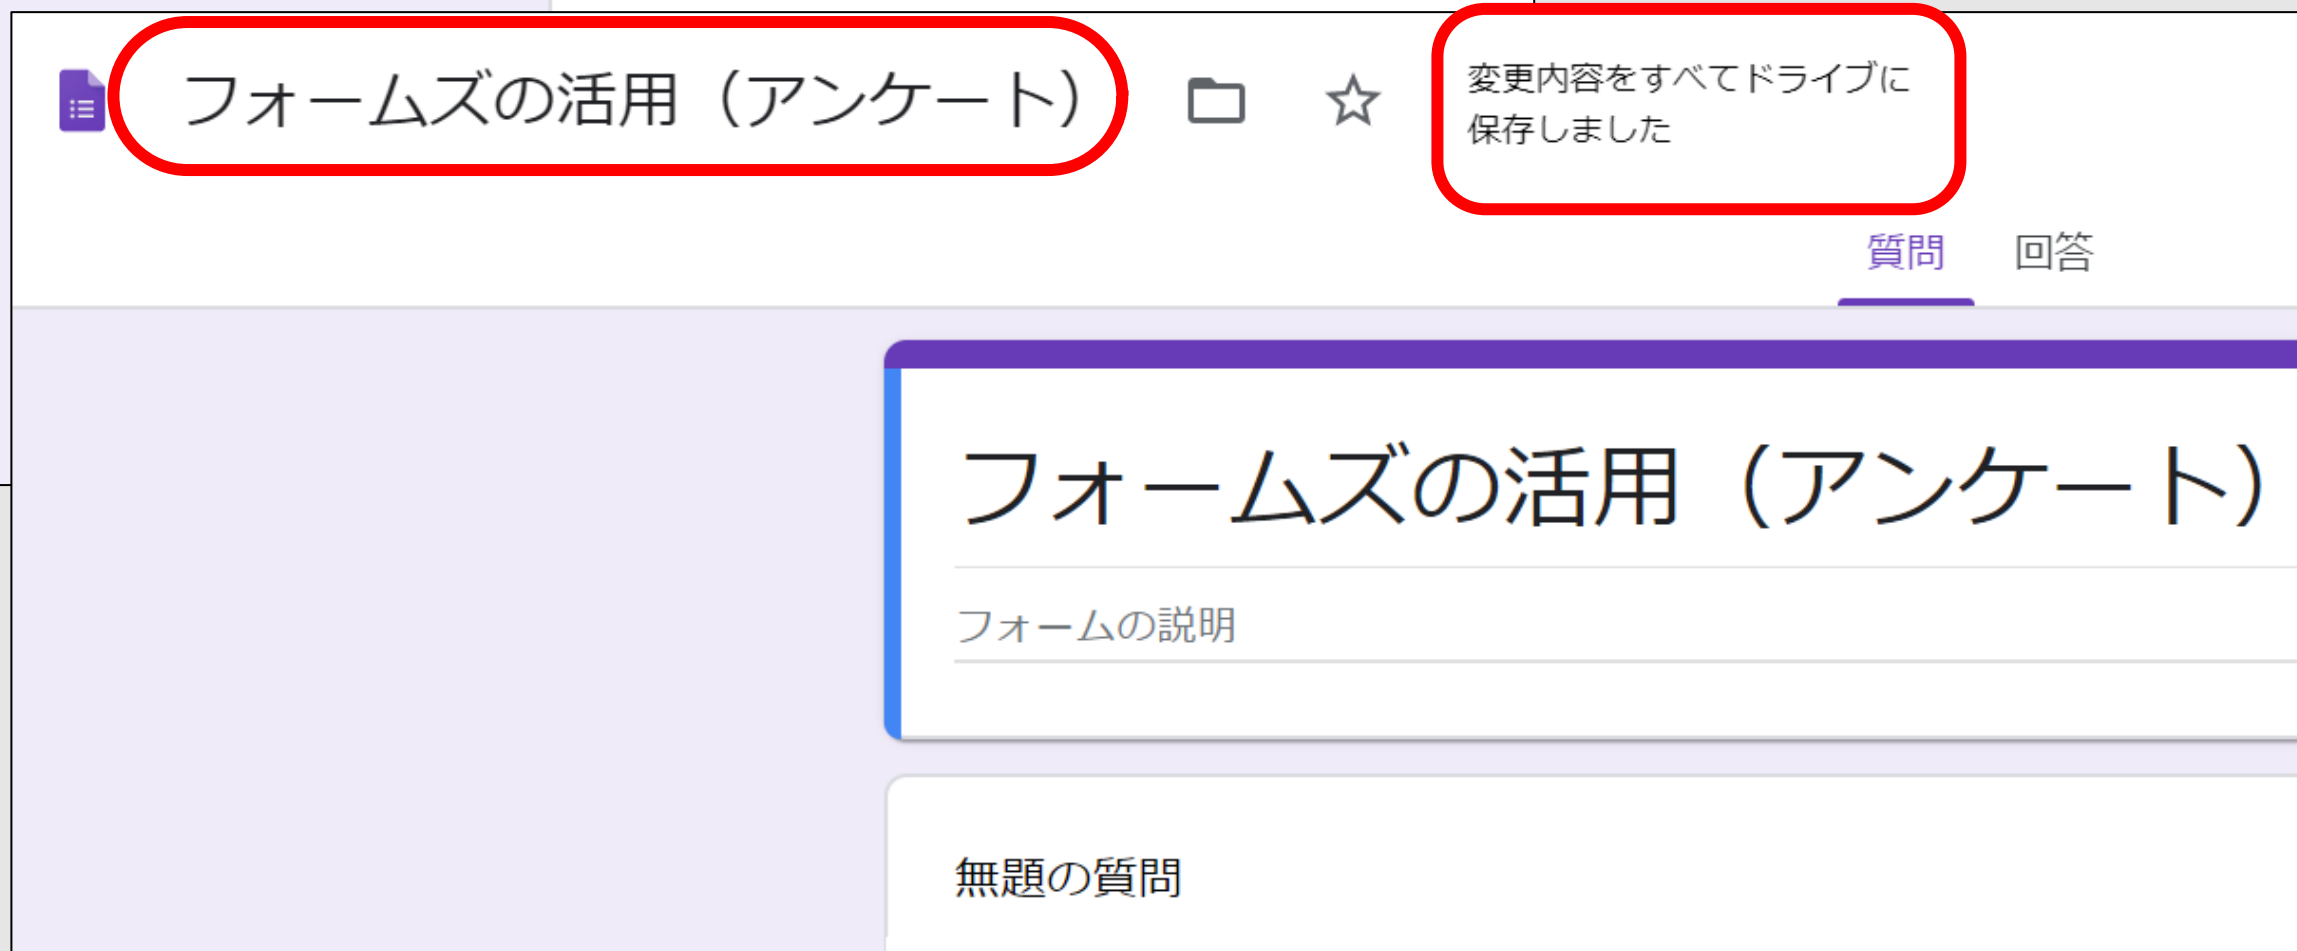 フォームズの活用（アンケート）
変更内容をすべてドライブに
保存しました
質問 回答
フォームズの活用（アンケート）
フォームの説明
無題の質問